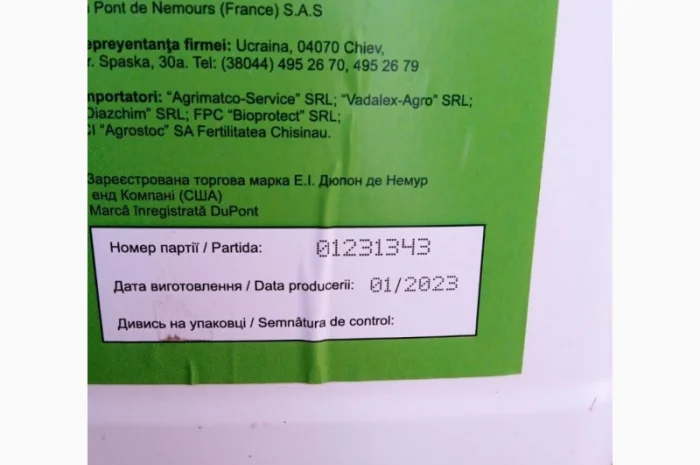 Pont de Nemours (France) S.A.S
epreyentanţa firmei: Ucraina, 04070 Chiev,
r. Spaska, 30a. Tel: (38044) 495 26 70, 495 26 79
mportatori: "Agrimatco-Service" SRL; "Vadalex-Agro" SRL;
Diazchim" SRL; FPC "Bioprotect" SRL;
CI "Agrostoc" SA Fertilitatea Chisinau.
Зареєстрована торгова марка Е.І. Дюпон де Немур
енд Компані (США)
Marcă înregistrată DuPont
Номер партії / Partida: 01231343
Дата виготовлення / Data producerii: 01/2023
Дивись на упаковці / Semnătura de control: